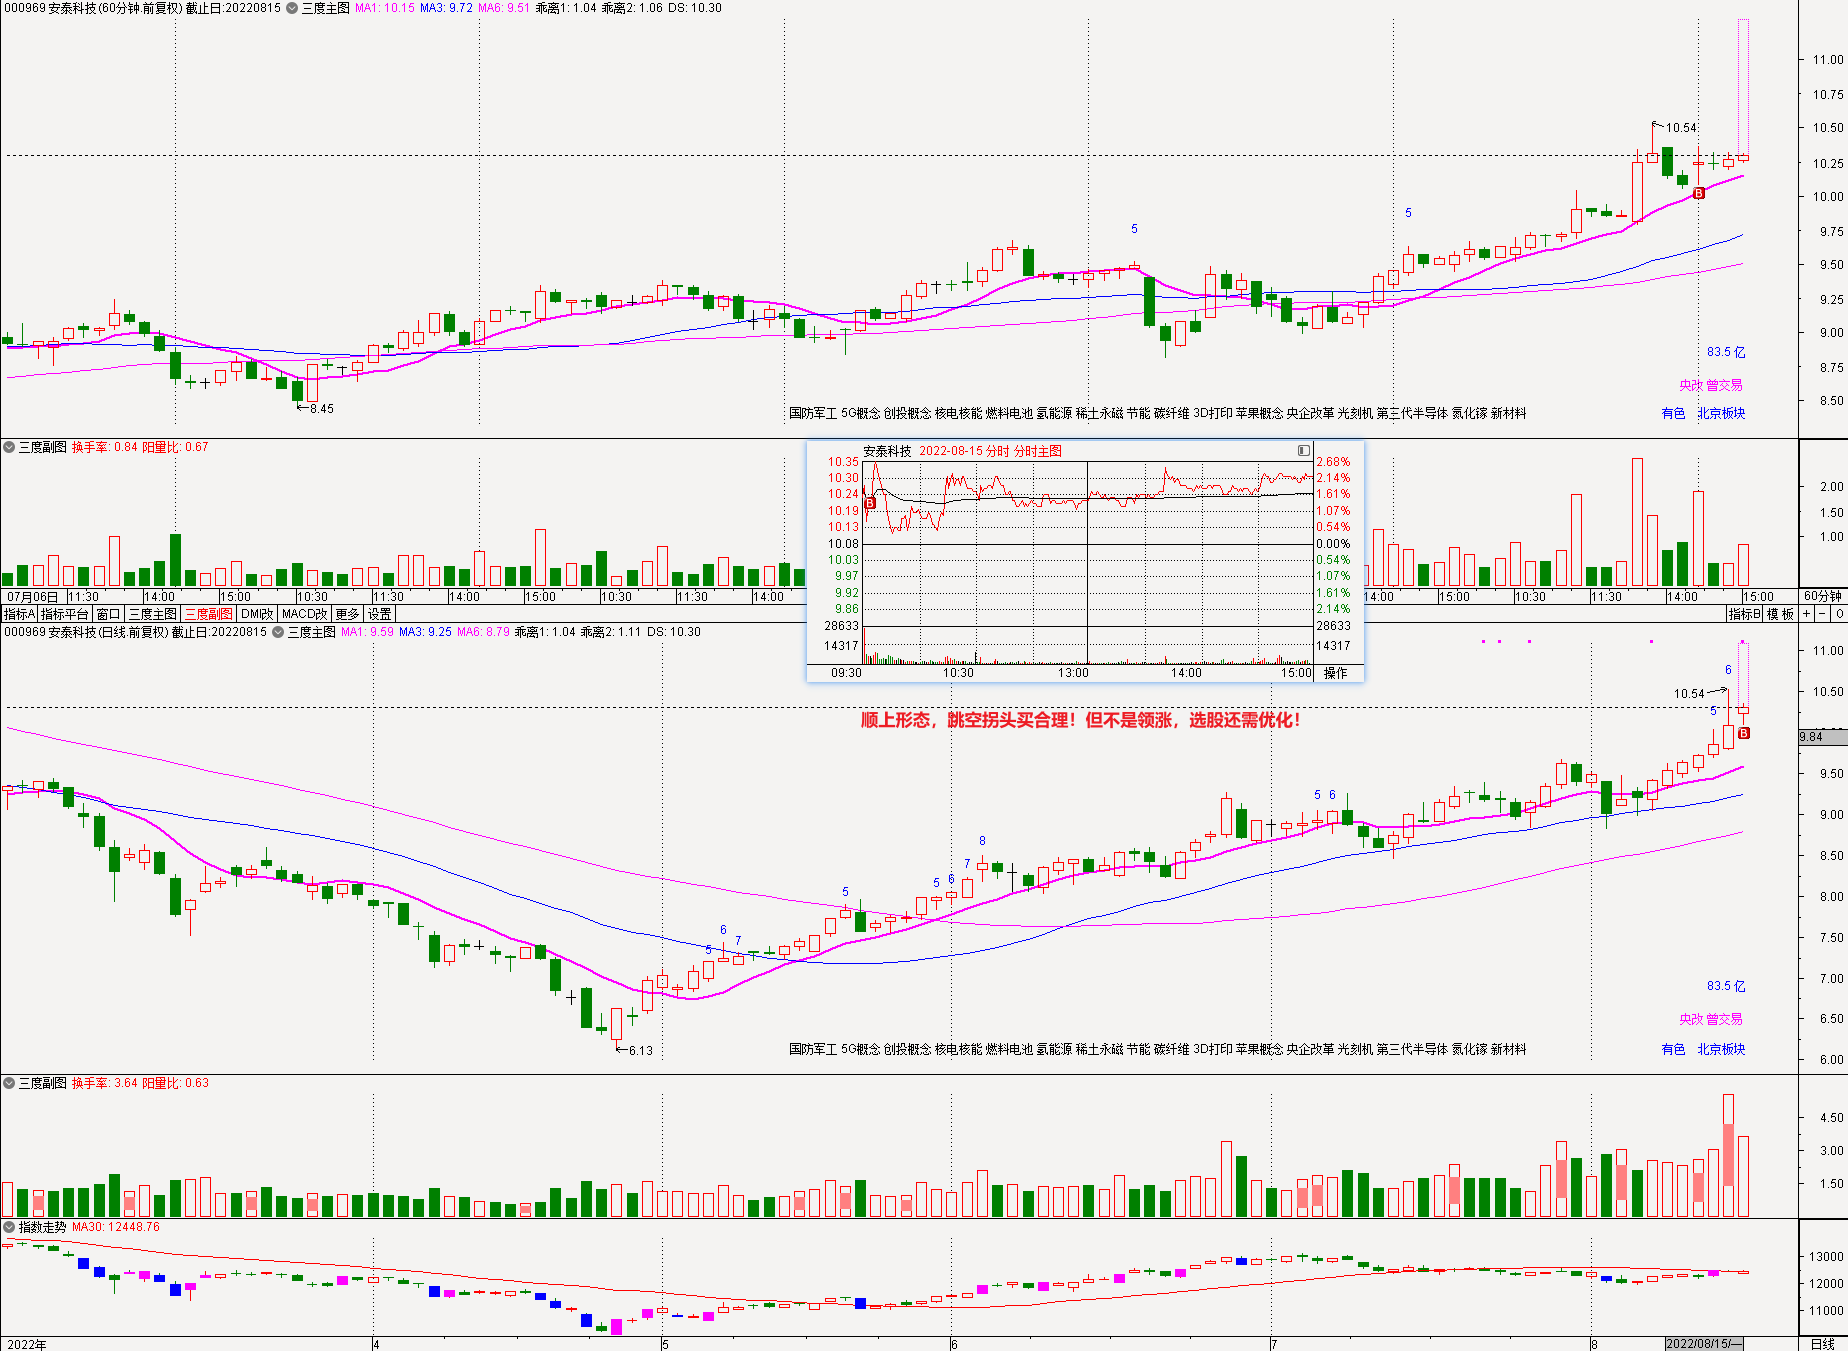 000969 安泰科技(60分钟.前复权) 截止日:20220815 三度主图 MA1: 10.15 MA3: 9.72 MA6: 9.51 乖离1: 1.04 乖离2: 1.06 DS: 10.30
11.00
10.75
10.54
10.50
10.25
10.00
B
5
5
9.75
9.50
9.25
9.00
83.5 亿
8.75
央改 曾交易
8.50
8.45
国防军工 5G概念 创投概念 核电核能 燃料电池 氢能源 稀土永磁 节能 碳纤维 3D打印 苹果概念 央企改革 光刻机 第三代半导体 氮化镓 新材料
有色 北京板块
三度副图 换手率: 0.84 阳量比: 0.67
2.00
1.50
1.00
07月06日 11:30 14:00 15:00 10:30 11:30 14:00 15:00 10:30 11:30 14:00
14:00 15:00 10:30 11:30 14:00 15:00 60分钟
安泰科技 2022-08-15 分时 分时主图
10.35 2.68%
10.30 2.14%
10.24 1.61%
B
10.19 1.07%
10.13 0.54%
10.08 0.00%
10.03 0.54%
9.97 1.07%
9.92 1.61%
9.86 2.14%
28633 28633
14317 14317
09:30 10:30 13:00 14:00 15:00 操作
指标A 指标平台 窗口 三度主图 三度副图 DMI改 MACD改 更多 设置
指标B 模板 + - 0
000969 安泰科技(日线.前复权) 截止日:20220815 三度主图 MA1: 9.59 MA3: 9.25 MA6: 8.79 乖离1: 1.04 乖离2: 1.11 DS: 10.30
11.00
6
10.54
10.50
5
顺上形态，跳空拐头买合理！但不是领涨，选股还需优化！
B
9.84
9.50
5 6
9.00
8
8.50
7
5 6
5
8.00
6
7
5
7.50
7.00
83.5 亿
6.50
央改 曾交易
6.13
6.00
国防军工 5G概念 创投概念 核电核能 燃料电池 氢能源 稀土永磁 节能 碳纤维 3D打印 苹果概念 央企改革 光刻机 第三代半导体 氮化镓 新材料
有色 北京板块
三度副图 换手率: 3.64 阳量比: 0.63
4.50
3.00
1.50
指数走势 MA30: 12448.76
13000
12000
11000
2022年 4 5 6 7 8 2022/08/15/一 日线